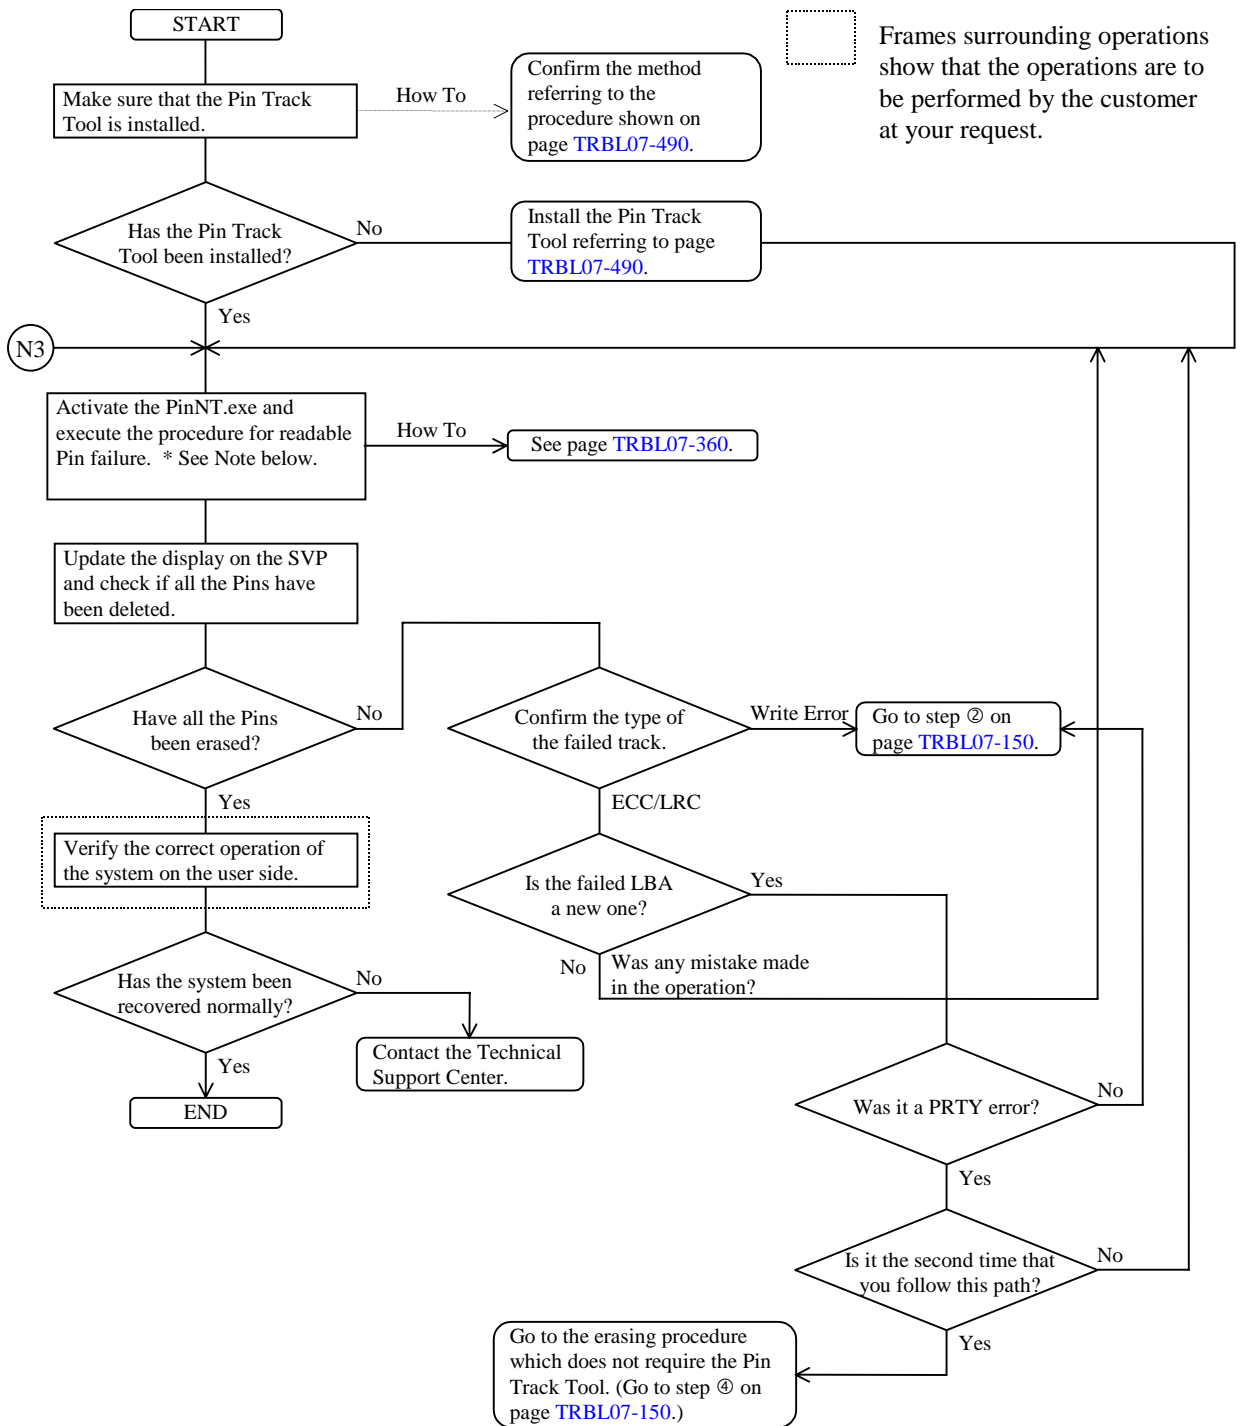 START
Frames surrounding operations
show that the operations are to
be performed by the customer
at your request.
Make sure that the Pin Track
Tool is installed.
How To
Confirm the method
referring to the
procedure shown on
page TRBL07-490.
Has the Pin Track
Tool been installed?
No
Install the Pin Track
Tool referring to page
TRBL07-490.
Yes
N3
Activate the PinNT.exe and
execute the procedure for readable
Pin failure.  * See Note below.
How To
See page TRBL07-360.
Update the display on the SVP
and check if all the Pins have
been deleted.
Have all the Pins
been erased?
No
Confirm the type of
the failed track.
Write Error
Go to step ② on
page TRBL07-150.
Yes
ECC/LRC
Verify the correct operation of
the system on the user side.
Is the failed LBA
a new one?
Yes
No
Was any mistake made
in the operation?
Has the system been
recovered normally?
No
Contact the Technical
Support Center.
Yes
END
Was it a PRTY error?
No
Yes
Is it the second time that
you follow this path?
No
Yes
Go to the erasing procedure
which does not require the Pin
Track Tool. (Go to step ④ on
page TRBL07-150.)